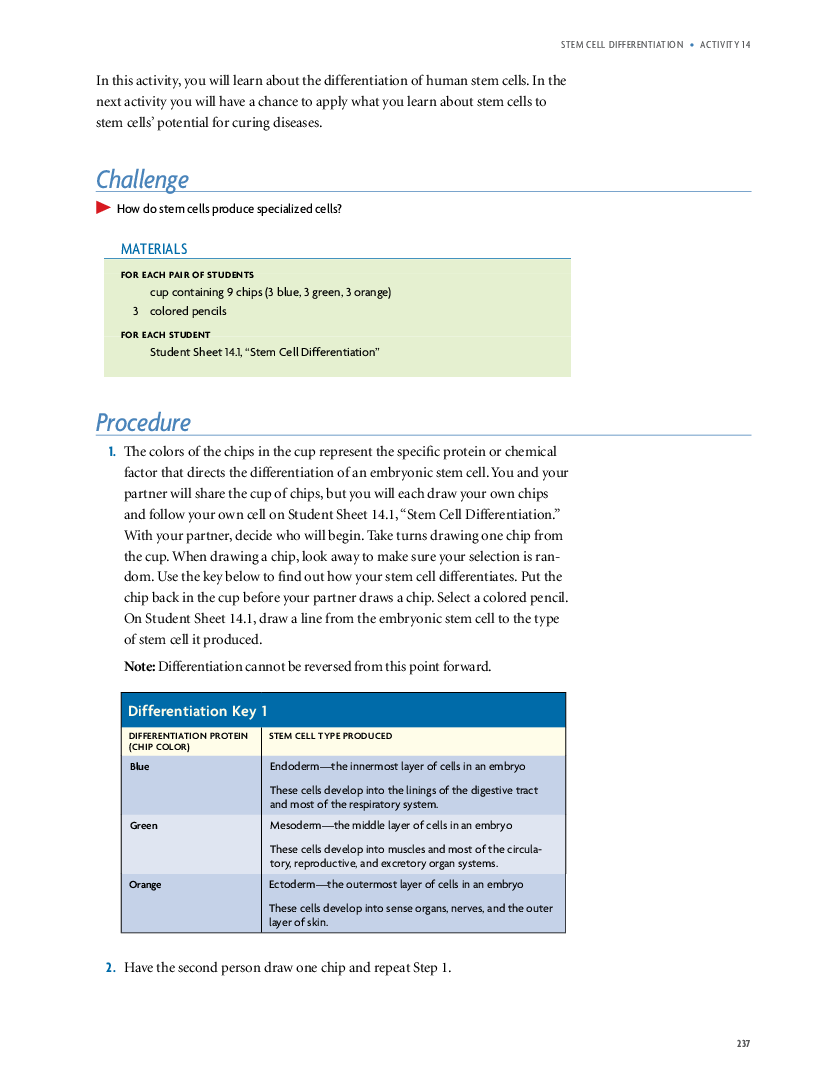 STEM CELL DIFFERENTIATION • ACTIVITY 14
In this activity, you will learn about the differentiation of human stem cells. In the
next activity you will have a chance to apply what you learn about stem cells to
stem cells’ potential for curing diseases.
Challenge
How do stem cells produce specialized cells?
MATERIALS
FOR EACH PAIR OF STUDENTS
cup containing 9 chips (3 blue, 3 green, 3 orange)
3 colored pencils
FOR EACH STUDENT
Student Sheet 14.1, “Stem Cell Differentiation”
Procedure
1. The colors of the chips in the cup represent the specific protein or chemical
factor that directs the differentiation of an embryonic stem cell. You and your
partner will share the cup of chips, but you will each draw your own chips
and follow your own cell on Student Sheet 14.1, “Stem Cell Differentiation.”
With your partner, decide who will begin. Take turns drawing one chip from
the cup. When drawing a chip, look away to make sure your selection is ran-
dom. Use the key below to find out how your stem cell differentiates. Put the
chip back in the cup before your partner draws a chip. Select a colored pencil.
On Student Sheet 14.1, draw a line from the embryonic stem cell to the type
of stem cell it produced.
Note: Differentiation cannot be reversed from this point forward.
Differentiation Key 1
DIFFERENTIATION PROTEIN
(CHIP COLOR)
STEM CELL TYPE PRODUCED
Blue
Endoderm—the innermost layer of cells in an embryo
These cells develop into the linings of the digestive tract
and most of the respiratory system.
Green
Mesoderm—the middle layer of cells in an embryo
These cells develop into muscles and most of the circula-
tory, reproductive, and excretory organ systems.
Orange
Ectoderm—the outermost layer of cells in an embryo
These cells develop into sense organs, nerves, and the outer
layer of skin.
2. Have the second person draw one chip and repeat Step 1.
237